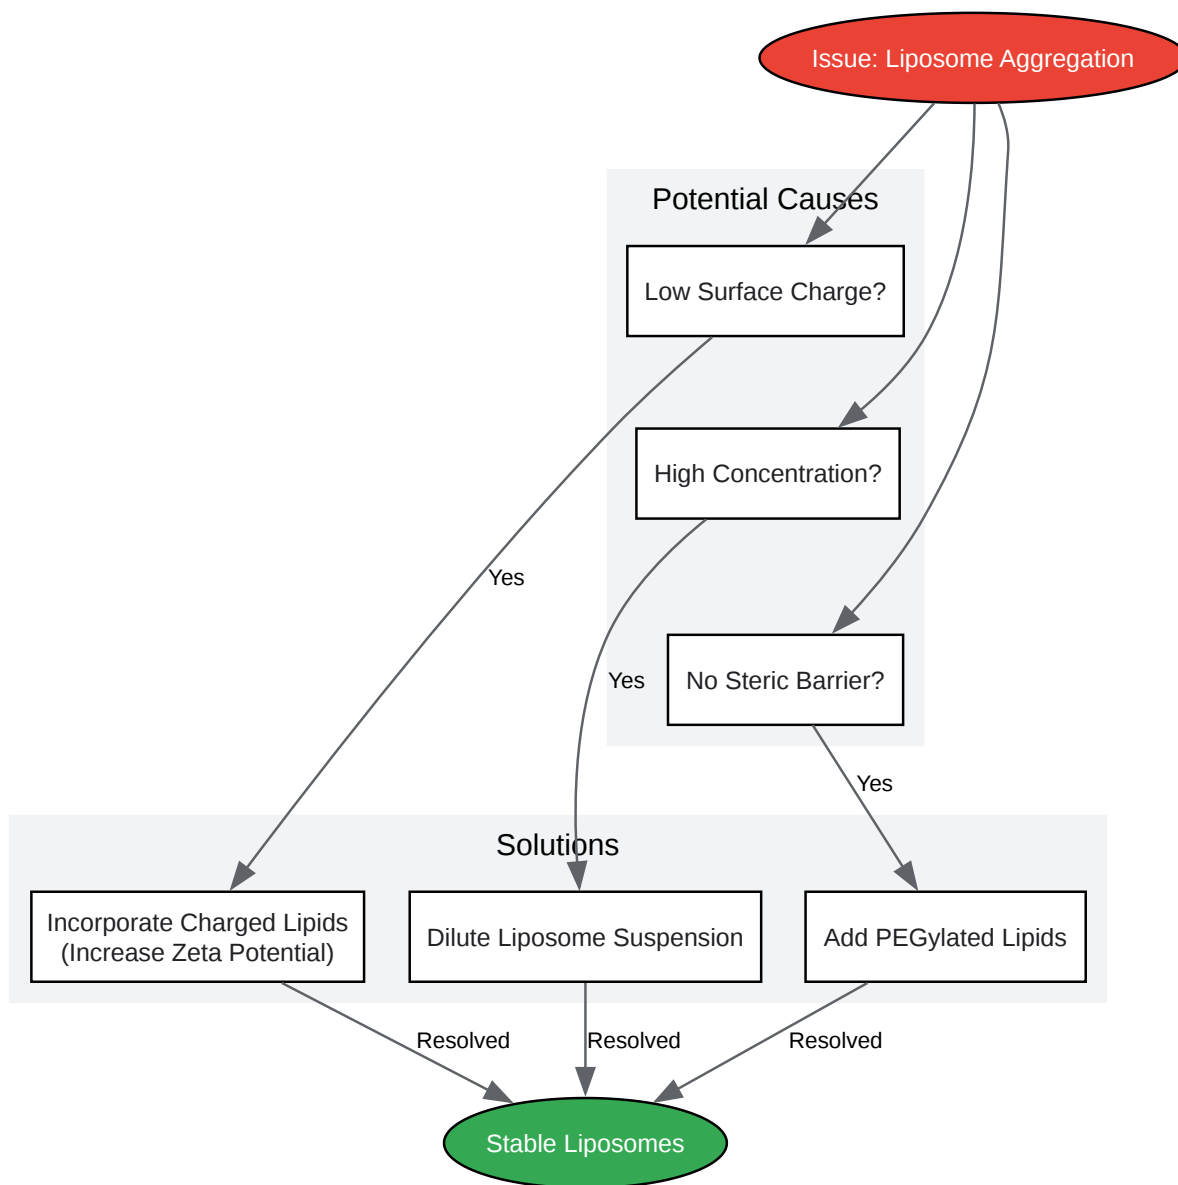 Issue: Liposome Aggregation
Potential Causes
Low Surface Charge?
High Concentration?
Yes
No Steric Barrier?
Yes
Yes
Solutions
Incorporate Charged Lipids
(Increase Zeta Potential)
Dilute Liposome Suspension
Add PEGylated Lipids
Resolved
Resolved
Resolved
Stable Liposomes